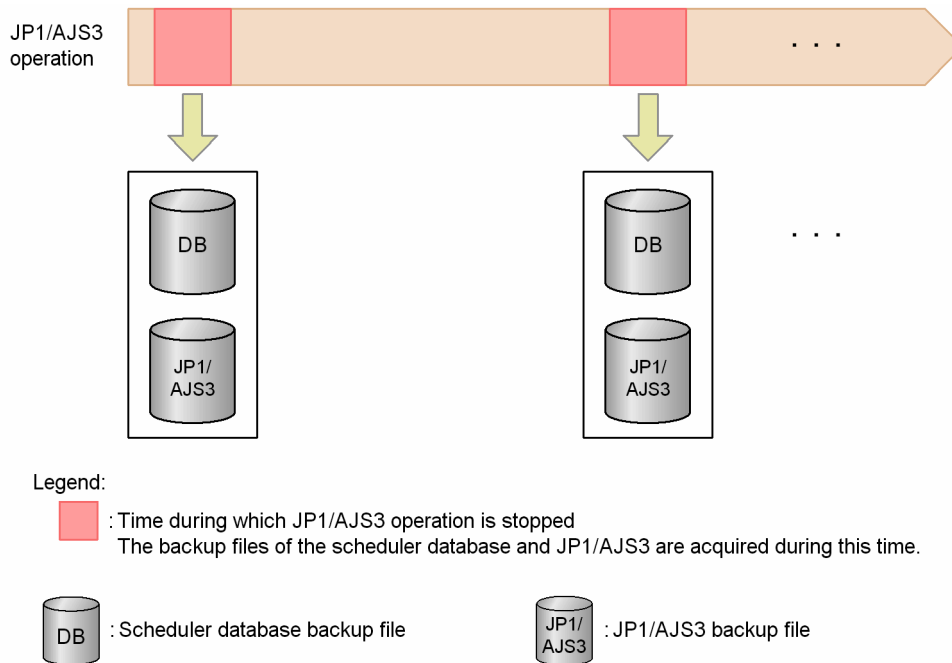 JP1/AJS3
operation
. . .
DB
DB
. . .
JP1/
AJS3
JP1/
AJS3
Legend:
: Time during which JP1/AJS3 operation is stopped
The backup files of the scheduler database and JP1/AJS3 are acquired during this time.
DB
: Scheduler database backup file
JP1/
AJS3
: JP1/AJS3 backup file